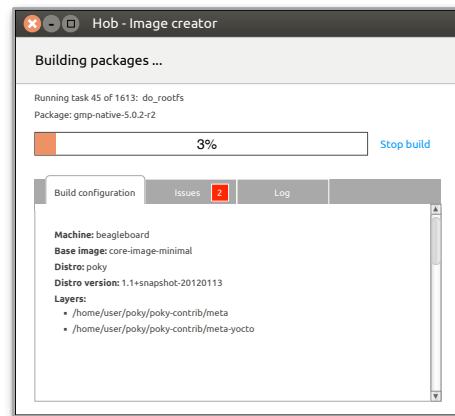 Hob - Image creator
Building packages ...
Running task 45 of 1613: do_rootfs
Package: gmp-native-5.0.2-r2
3%
Stop build
Build configuration
Issues 2
Log
Machine: beagleboard
Base image: core-image-minimal
Distro: poky
Distro version: 1.1+snapshot-20120113
Layers:
/home/user/poky/poky-contrib/meta
/home/user/poky/poky-contrib/meta-yocto